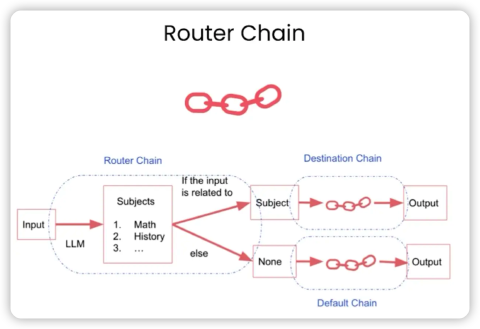 Router Chain
Router Chain
Destination Chain
If the input
is related to
Subjects
1. Math
2. History
3. ...
Input
LLM
Subject
Output
else
None
Output
Default Chain